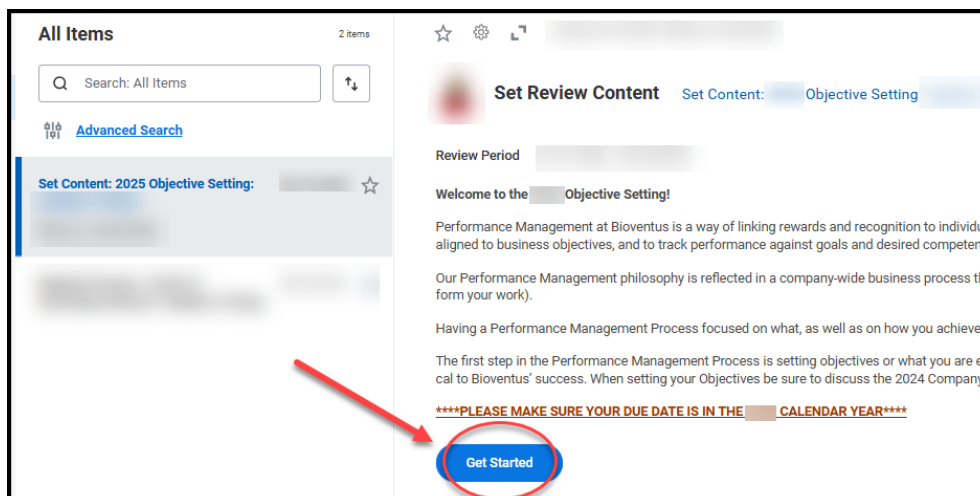 All Items
2 items
Search: All Items
Advanced Search
Set Content: 2025 Objective Setting:
Set Review Content
Set Content: Objective Setting
Review Period
Welcome to the Objective Setting!
Performance Management at Bioventus is a way of linking rewards and recognition to
aligned to business objectives, and to track performance against goals and desired
Our Performance Management philosophy is reflected in a company-wide business process
form your work).
Having a Performance Management Process focused on what, as well as on how you achieve
The first step in the Performance Management Process is setting objectives or what you are
cal to Bioventus' success. When setting your Objectives be sure to discuss the 2024 Company
****PLEASE MAKE SURE YOUR DUE DATE IS IN THE CALENDAR YEAR****
Get Started